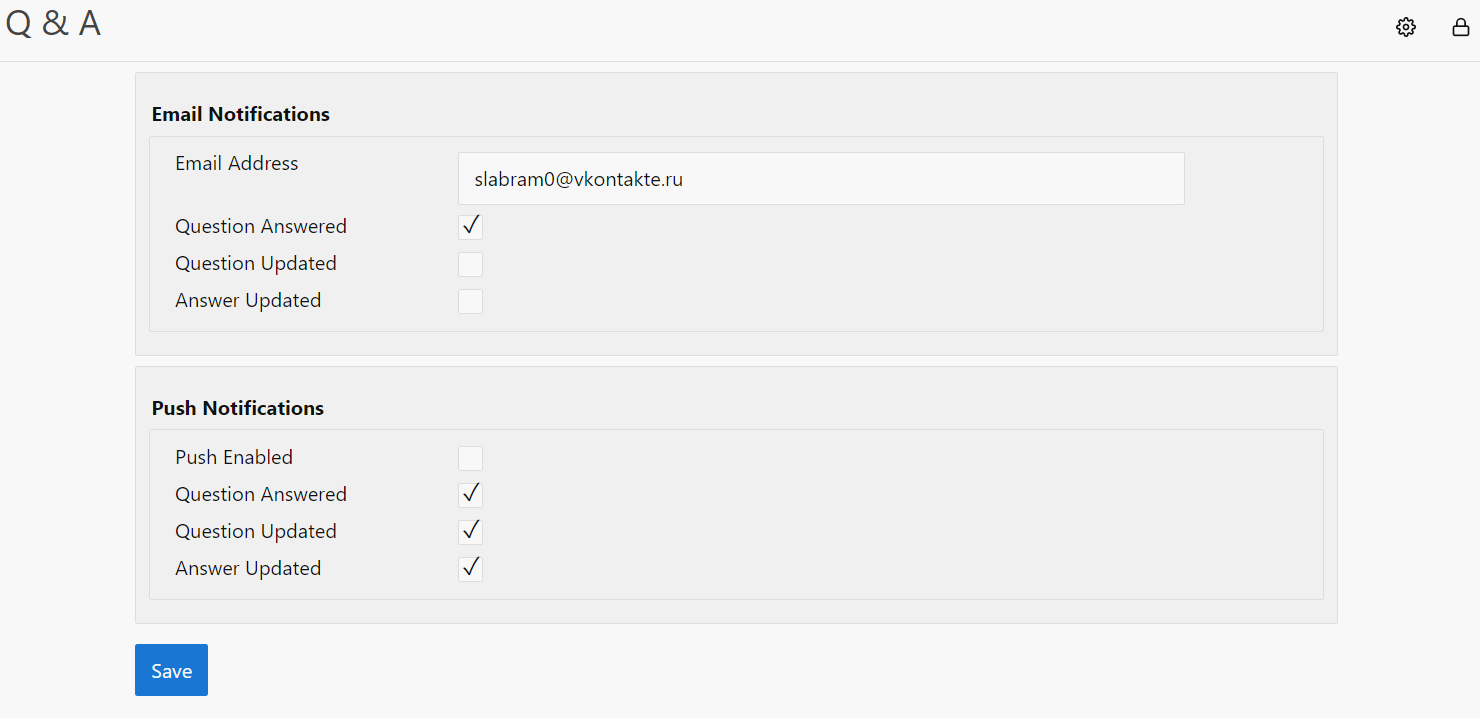 Q & A
Email Notifications
Email Address
slabram0@vkontakte.ru
Question Answered
Question Updated
Answer Updated
Push Notifications
Push Enabled
Question Answered
Question Updated
Answer Updated
Save